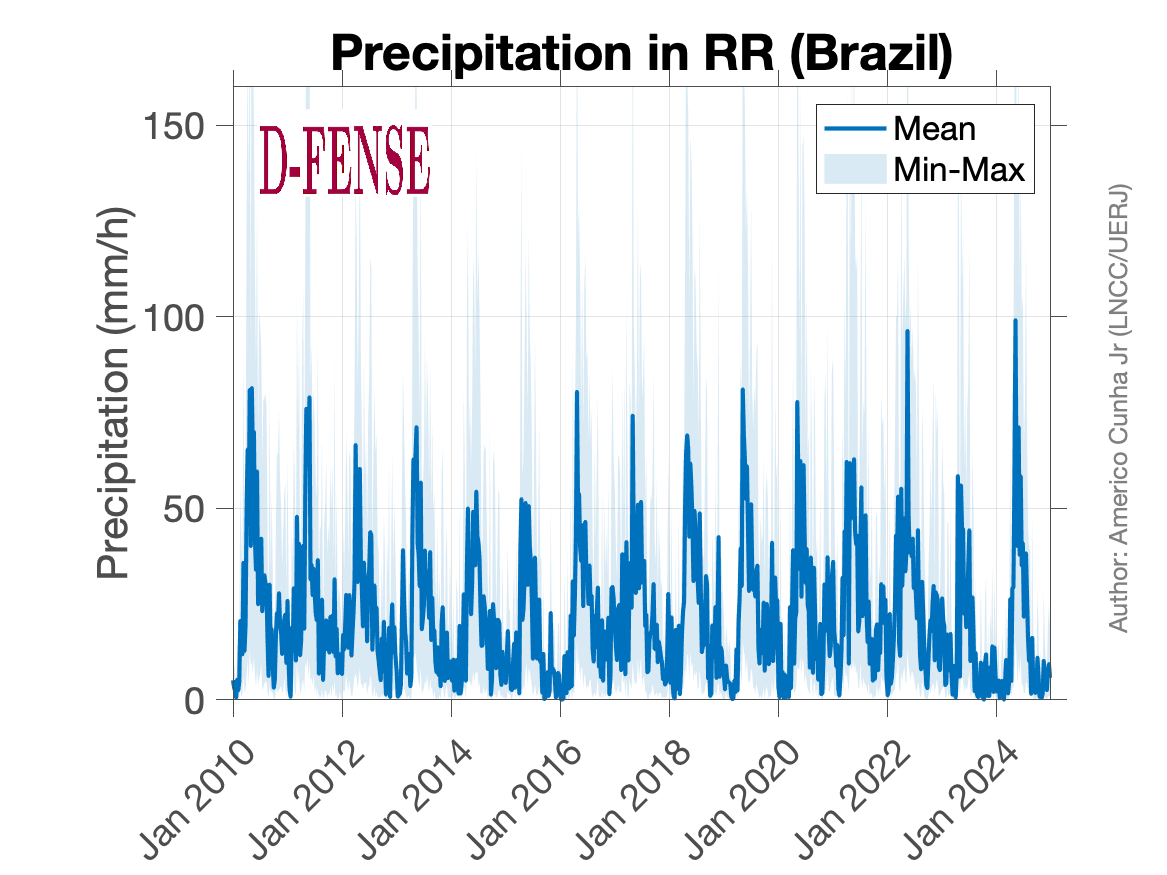 Precipitation in RR (Brazil)
D-FENSE
Mean
Min-Max
Precipitation (mm/h)
150
100
50
0
Jan 2010
Jan 2012
Jan 2014
Jan 2016
Jan 2018
Jan 2020
Jan 2022
Jan 2024
Author: Americo Cunha Jr (LNCC/UERJ)